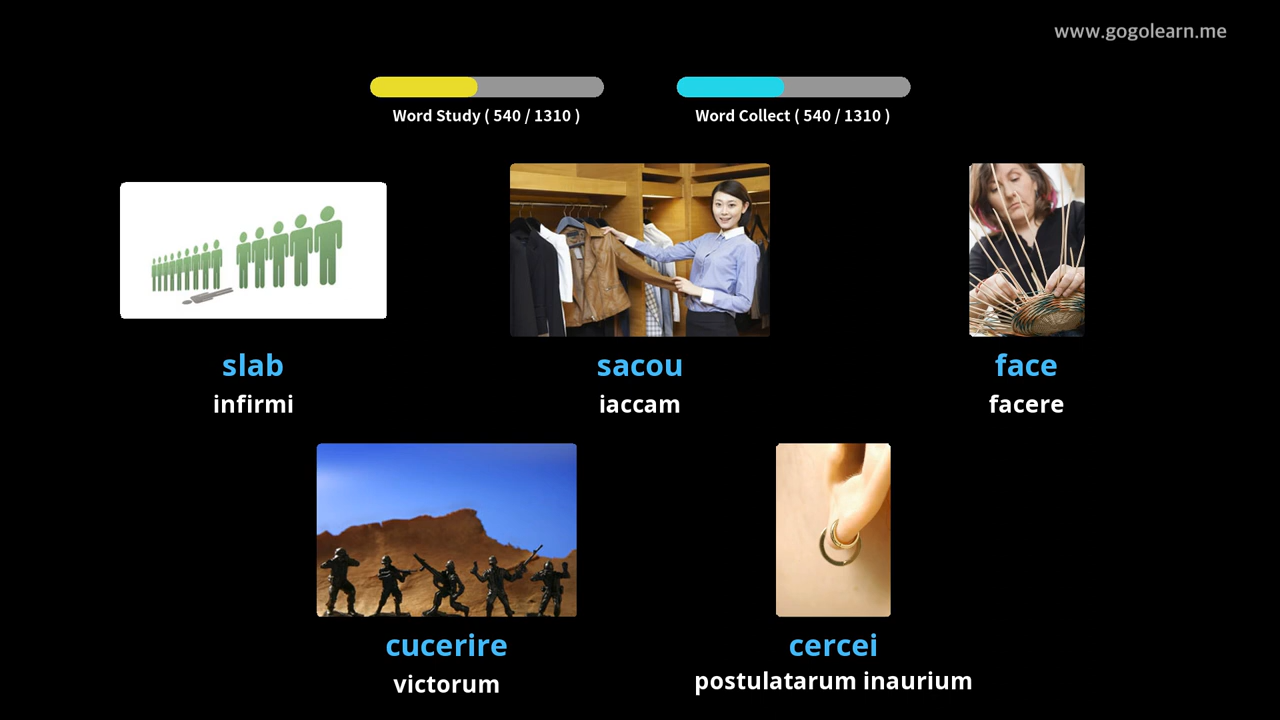 www.gogolearn.me
Word Study ( 540 / 1310 )
Word Collect ( 540 / 1310 )
slab
infirmi
sacou
iaccam
face
facere
cucerire
victorum
cercei
postulatarum inaurium